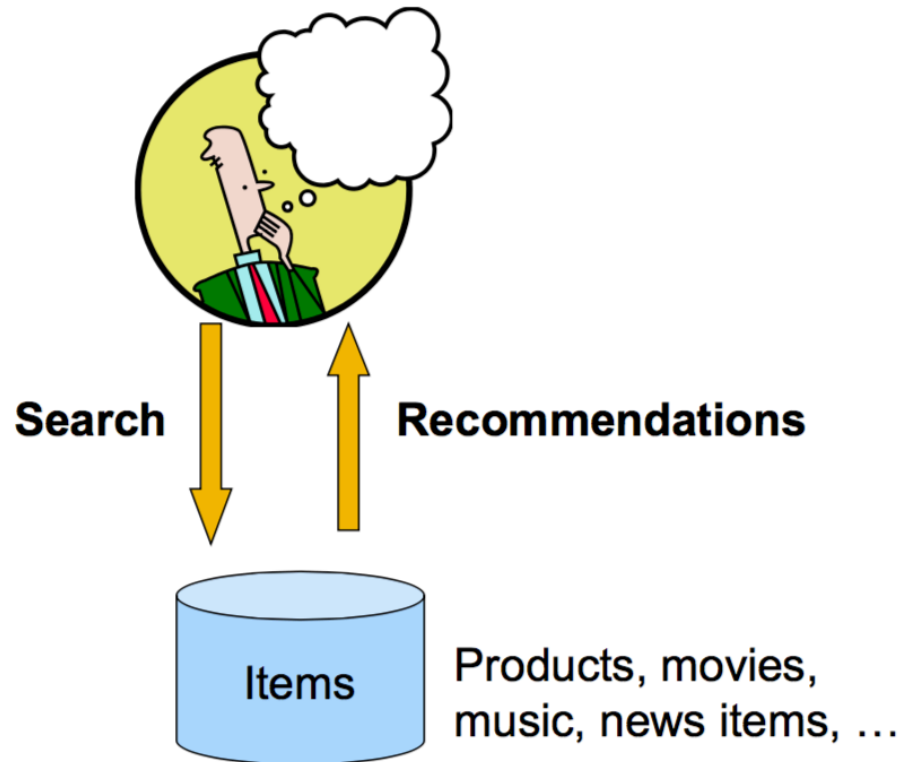 Search
Recommendations
Items
Products, movies,
music, news items, …